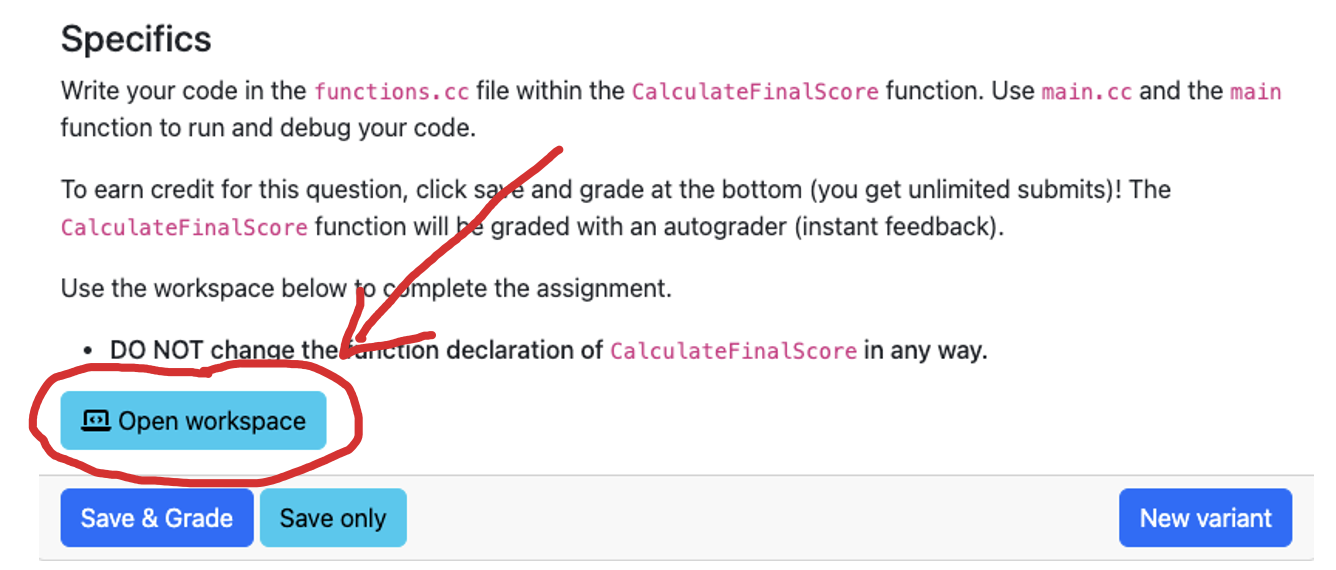 Specifics
Write your code in the functions.cc file within the CalculateFinalScore function. Use main.cc and the main
function to run and debug your code.
To earn credit for this question, click save and grade at the bottom (you get unlimited submits)! The
CalculateFinalScore function will be graded with an autograder (instant feedback).
Use the workspace below to complete the assignment.
• DO NOT change the function declaration of CalculateFinalScore in any way.
Open workspace
Save & Grade Save only New variant